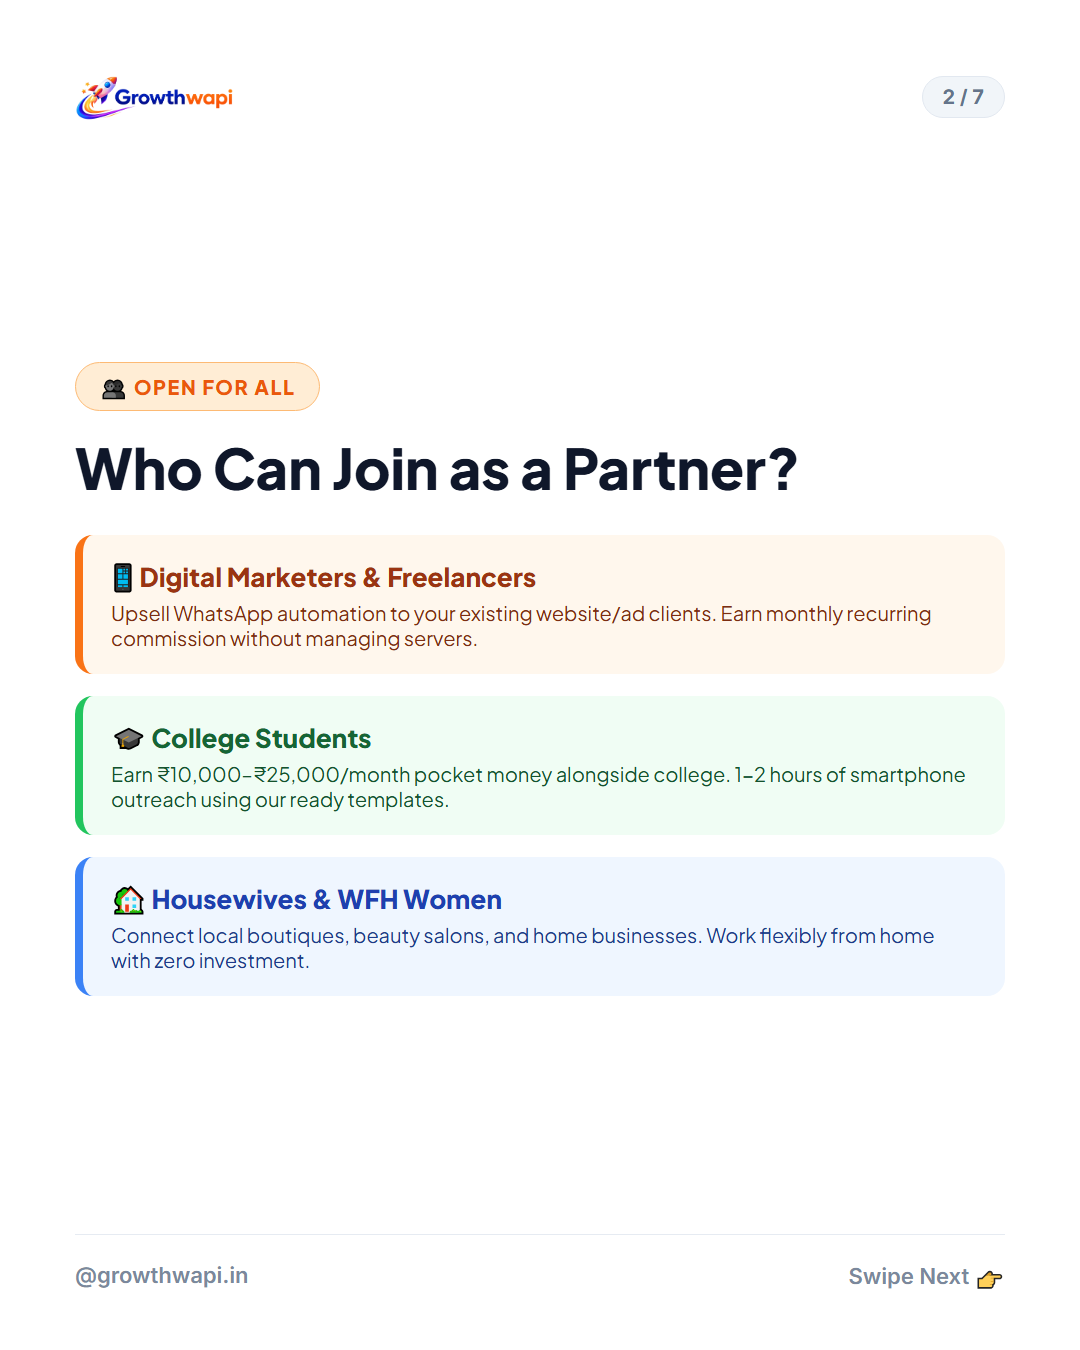 Growthwapi
2 / 7
OPEN FOR ALL
Who Can Join as a Partner?
Digital Marketers & Freelancers
Upsell WhatsApp automation to your existing website/ad clients. Earn monthly recurring
commission without managing servers.
College Students
Earn ₹10,000–₹25,000/month pocket money alongside college. 1–2 hours of smartphone
outreach using our ready templates.
Housewives & WFH Women
Connect local boutiques, beauty salons, and home businesses. Work flexibly from home
with zero investment.
@growthwapi.in
Swipe Next